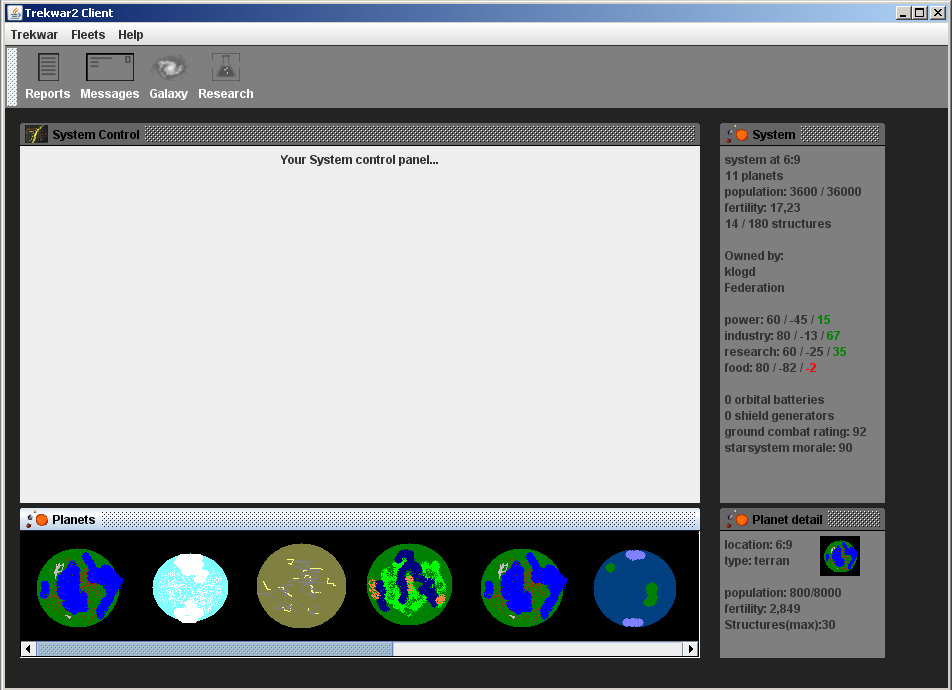 Trekwar2 Client
Trekwar Fleets Help
Reports Messages Galaxy Research
System Control
Your System control panel...
System
system at 6:9
11 planets
population: 3600 / 36000
fertility: 17,23
14 / 180 structures
Owned by:
klogd
Federation
power: 60 / -45 / 15
industry: 80 / -13 / 67
research: 60 / -25 / 35
food: 80 / -82 / -2
0 orbital batteries
0 shield generators
ground combat rating: 92
starsystem morale: 90
Planets
Planet detail
location: 6:9
type: terran
population: 800/8000
fertility: 2,849
Structures(max):30